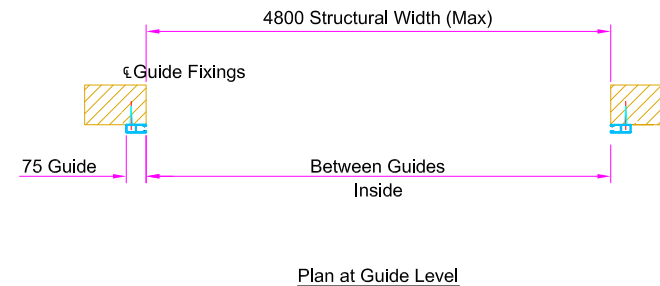 4800 Structural Width (Max)
℄Guide Fixings
75 Guide
Between Guides
Inside
Plan at Guide Level